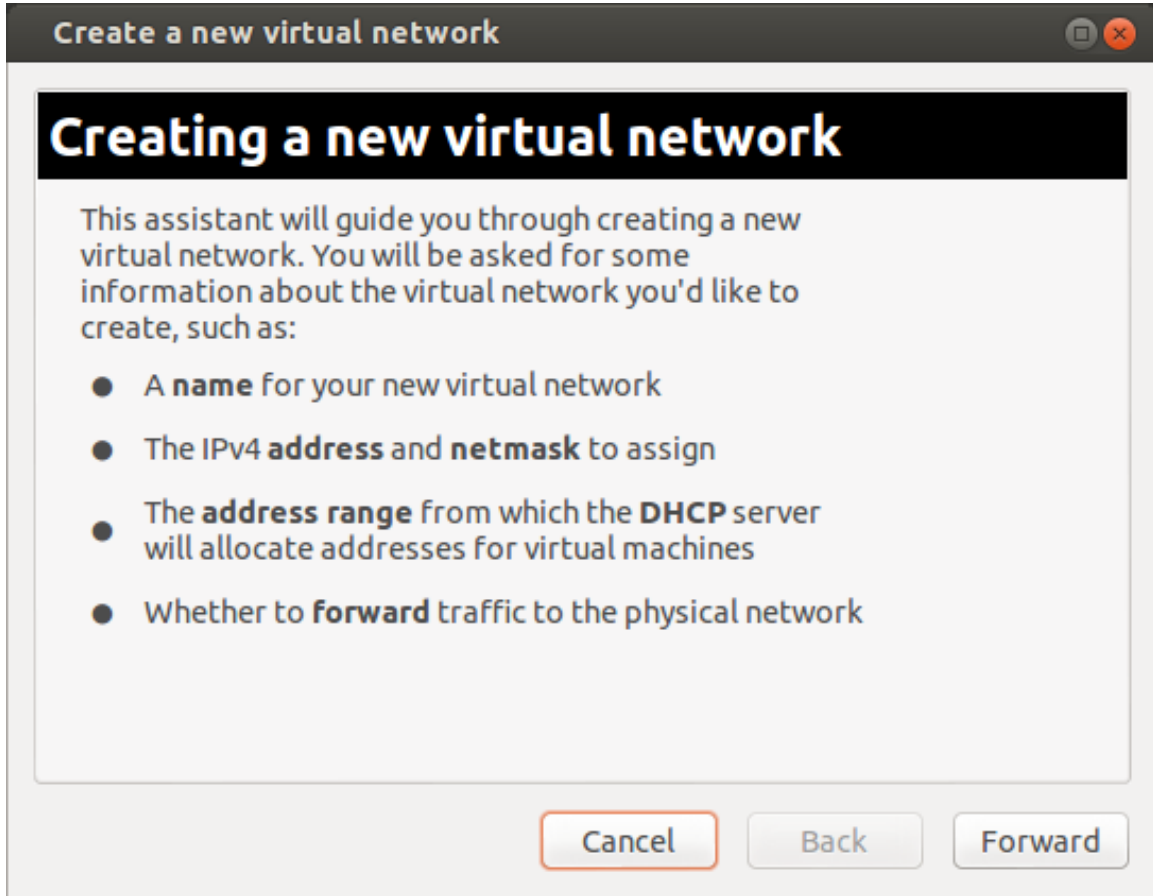 Create a new virtual network
Creating a new virtual network
This assistant will guide you through creating a new
virtual network. You will be asked for some
information about the virtual network you'd like to
create, such as:
A name for your new virtual network
The IPv4 address and netmask to assign
The address range from which the DHCP server
will allocate addresses for virtual machines
Whether to forward traffic to the physical network
Cancel Back Forward